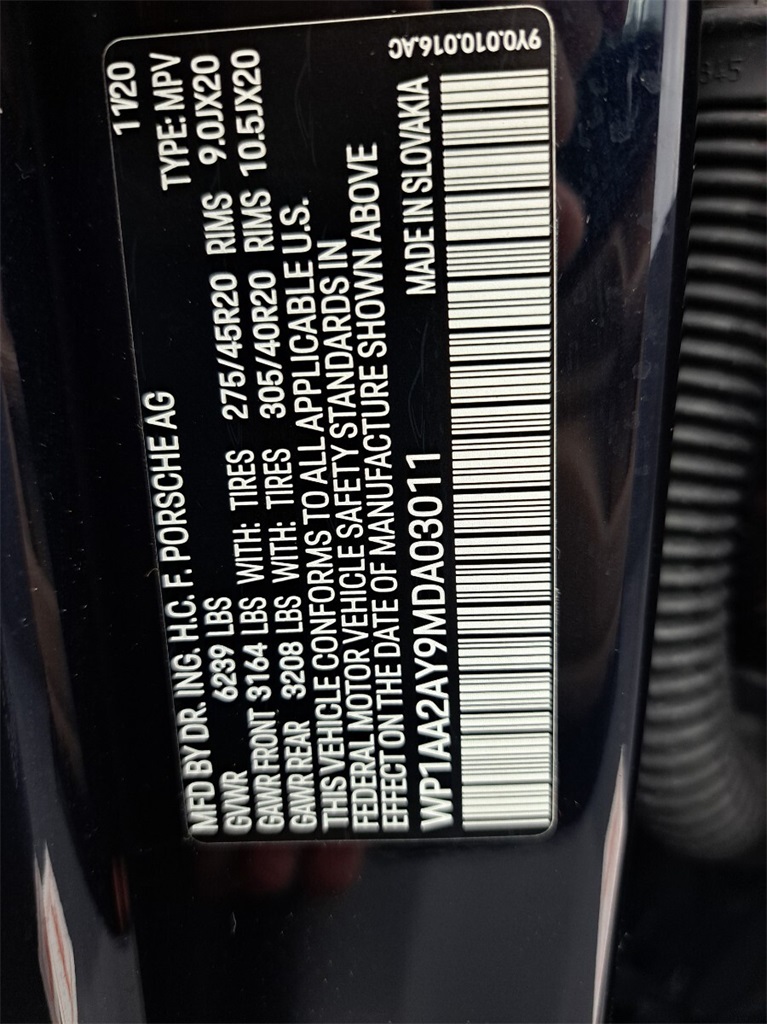 MFD BY DR. ING. H.C. F. PORSCHE AG 11/20
GVWR 6239 LBS TYPE: MPV
GAWR FRONT 3164 LBS WITH: TIRES 275/45R20 RIMS 9.0JX20
GAWR REAR 3208 LBS WITH: TIRES 305/40R20 RIMS 10.5JX20
THIS VEHICLE CONFORMS TO ALL APPLICABLE U.S.
FEDERAL MOTOR VEHICLE SAFETY STANDARDS IN
EFFECT ON THE DATE OF MANUFACTURE SHOWN ABOVE
WP1AA2AY9MDA03011 MADE IN SLOVAKIA
9Y0.010.016.AC